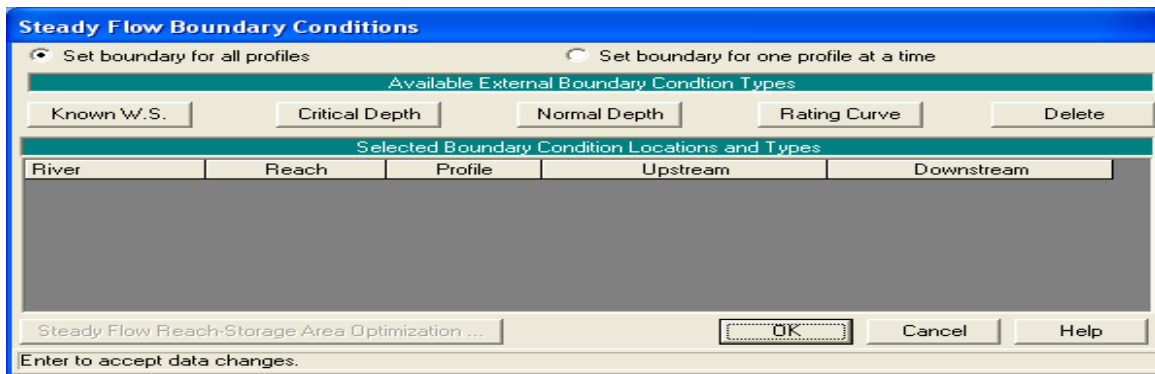 Steady Flow Boundary Conditions
Set boundary for all profiles Set boundary for one profile at a time
Available External Boundary Condtion Types
Known W.S. Critical Depth Normal Depth Rating Curve Delete
Selected Boundary Condition Locations and Types
River Reach Profile Upstream Downstream
Steady Flow Reach-Storage Area Optimization ... OK Cancel Help
Enter to accept data changes.